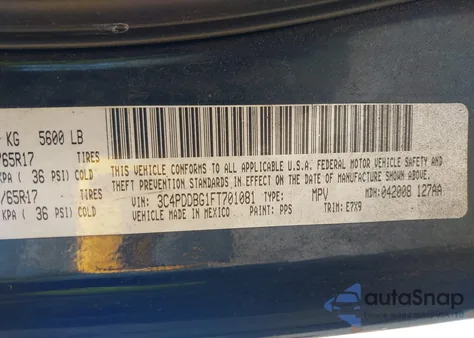 KG 5600 LB
/65R17 TIRES
KPA ( 36 PSI) COLD
/65R17 TIRES
KPA ( 36 PSI) COLD
THIS VEHICLE CONFORMS TO ALL APPLICABLE U.S.A. FEDERAL MOTOR VEHICLE SAFETY,
THEFT PREVENTION STANDARDS IN EFFECT ON THE DATE OF MANUFACTURE SHOWN ABOVE.
VIN: 3C4PDDBG1FT701081 TYPE: MPV MDH: 042008 127AA
VEHICLE MADE IN MEXICO PAINT: PPS TRIM: E7X9
autoSnap